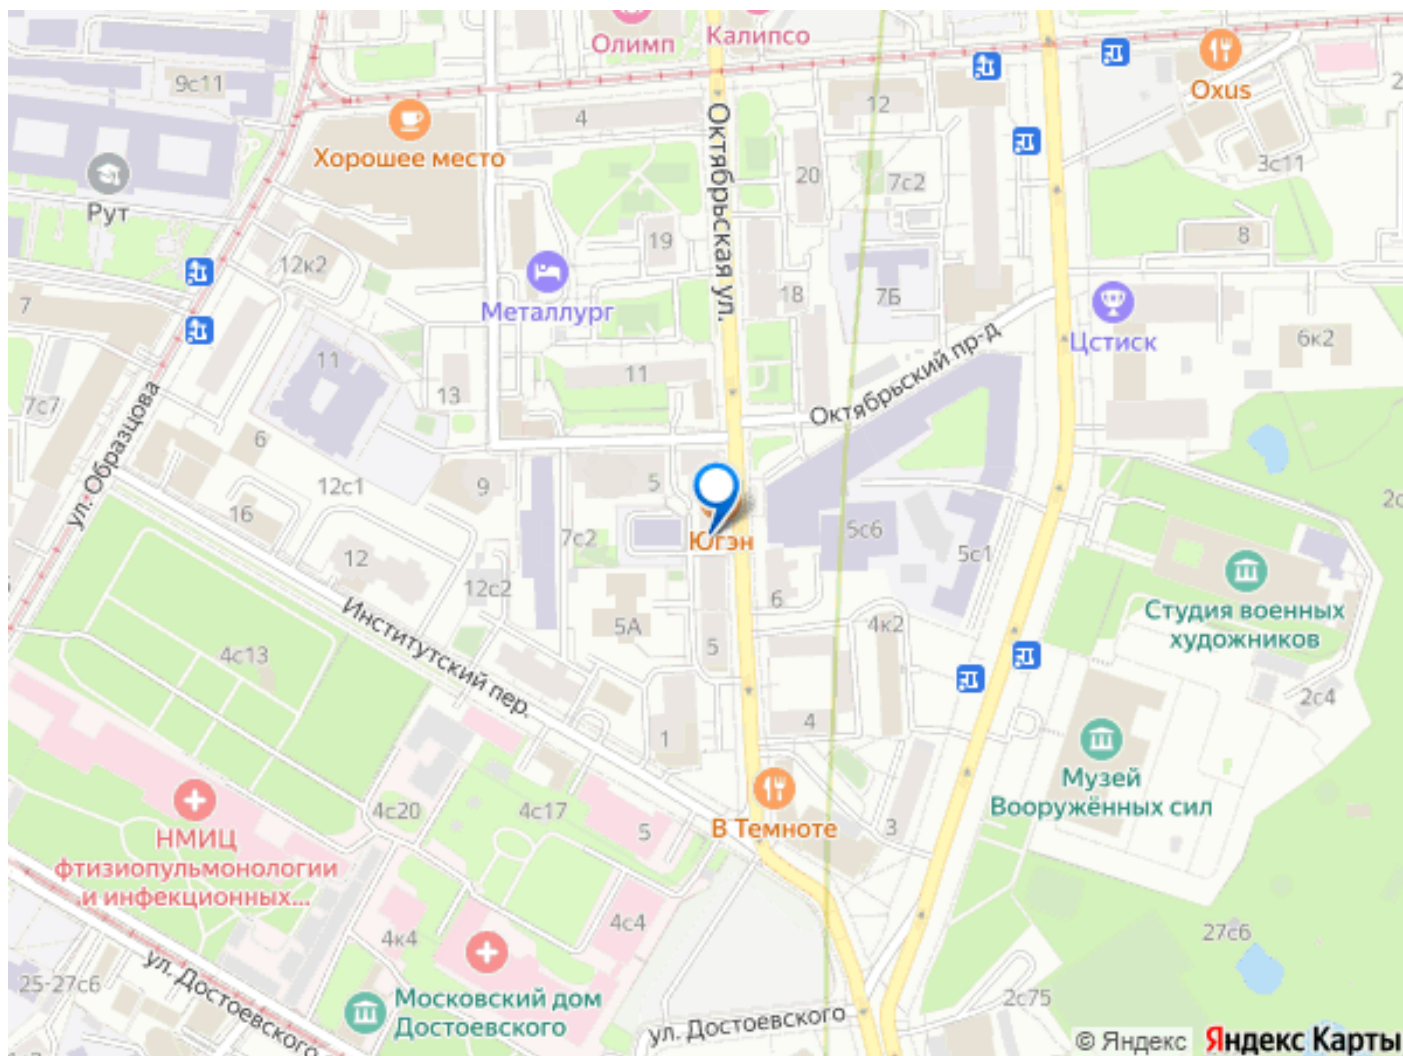 Олимп
Калипсо
9с11
4
12
Oxus
Хорошее место
Октябрьская ул.
Рут
20
7с2
3с11
19
8
12к2
7
Металлург
18
7Б
Цстиск
6к2
11
13
11
Октябрьский пр-д
7с7
ул. Образцова
6
12с1
9
5
16
7с2
Югэн
5с6
5с1
12
12с2
6
Студия военных
художников
Институтский пер.
5А
4к2
4с13
5
2с4
1
4
Музей
Вооружённых сил
НМИЦ
фтизиопульмонологии
и инфекционных...
4с20
4с17
5
В Темноте
3
4к4
4с4
27с6
ул. Достоевского
25-27с6
Московский дом
Достоевского
ул. Достоевского
2с75
© Яндекс Яндекс Карты